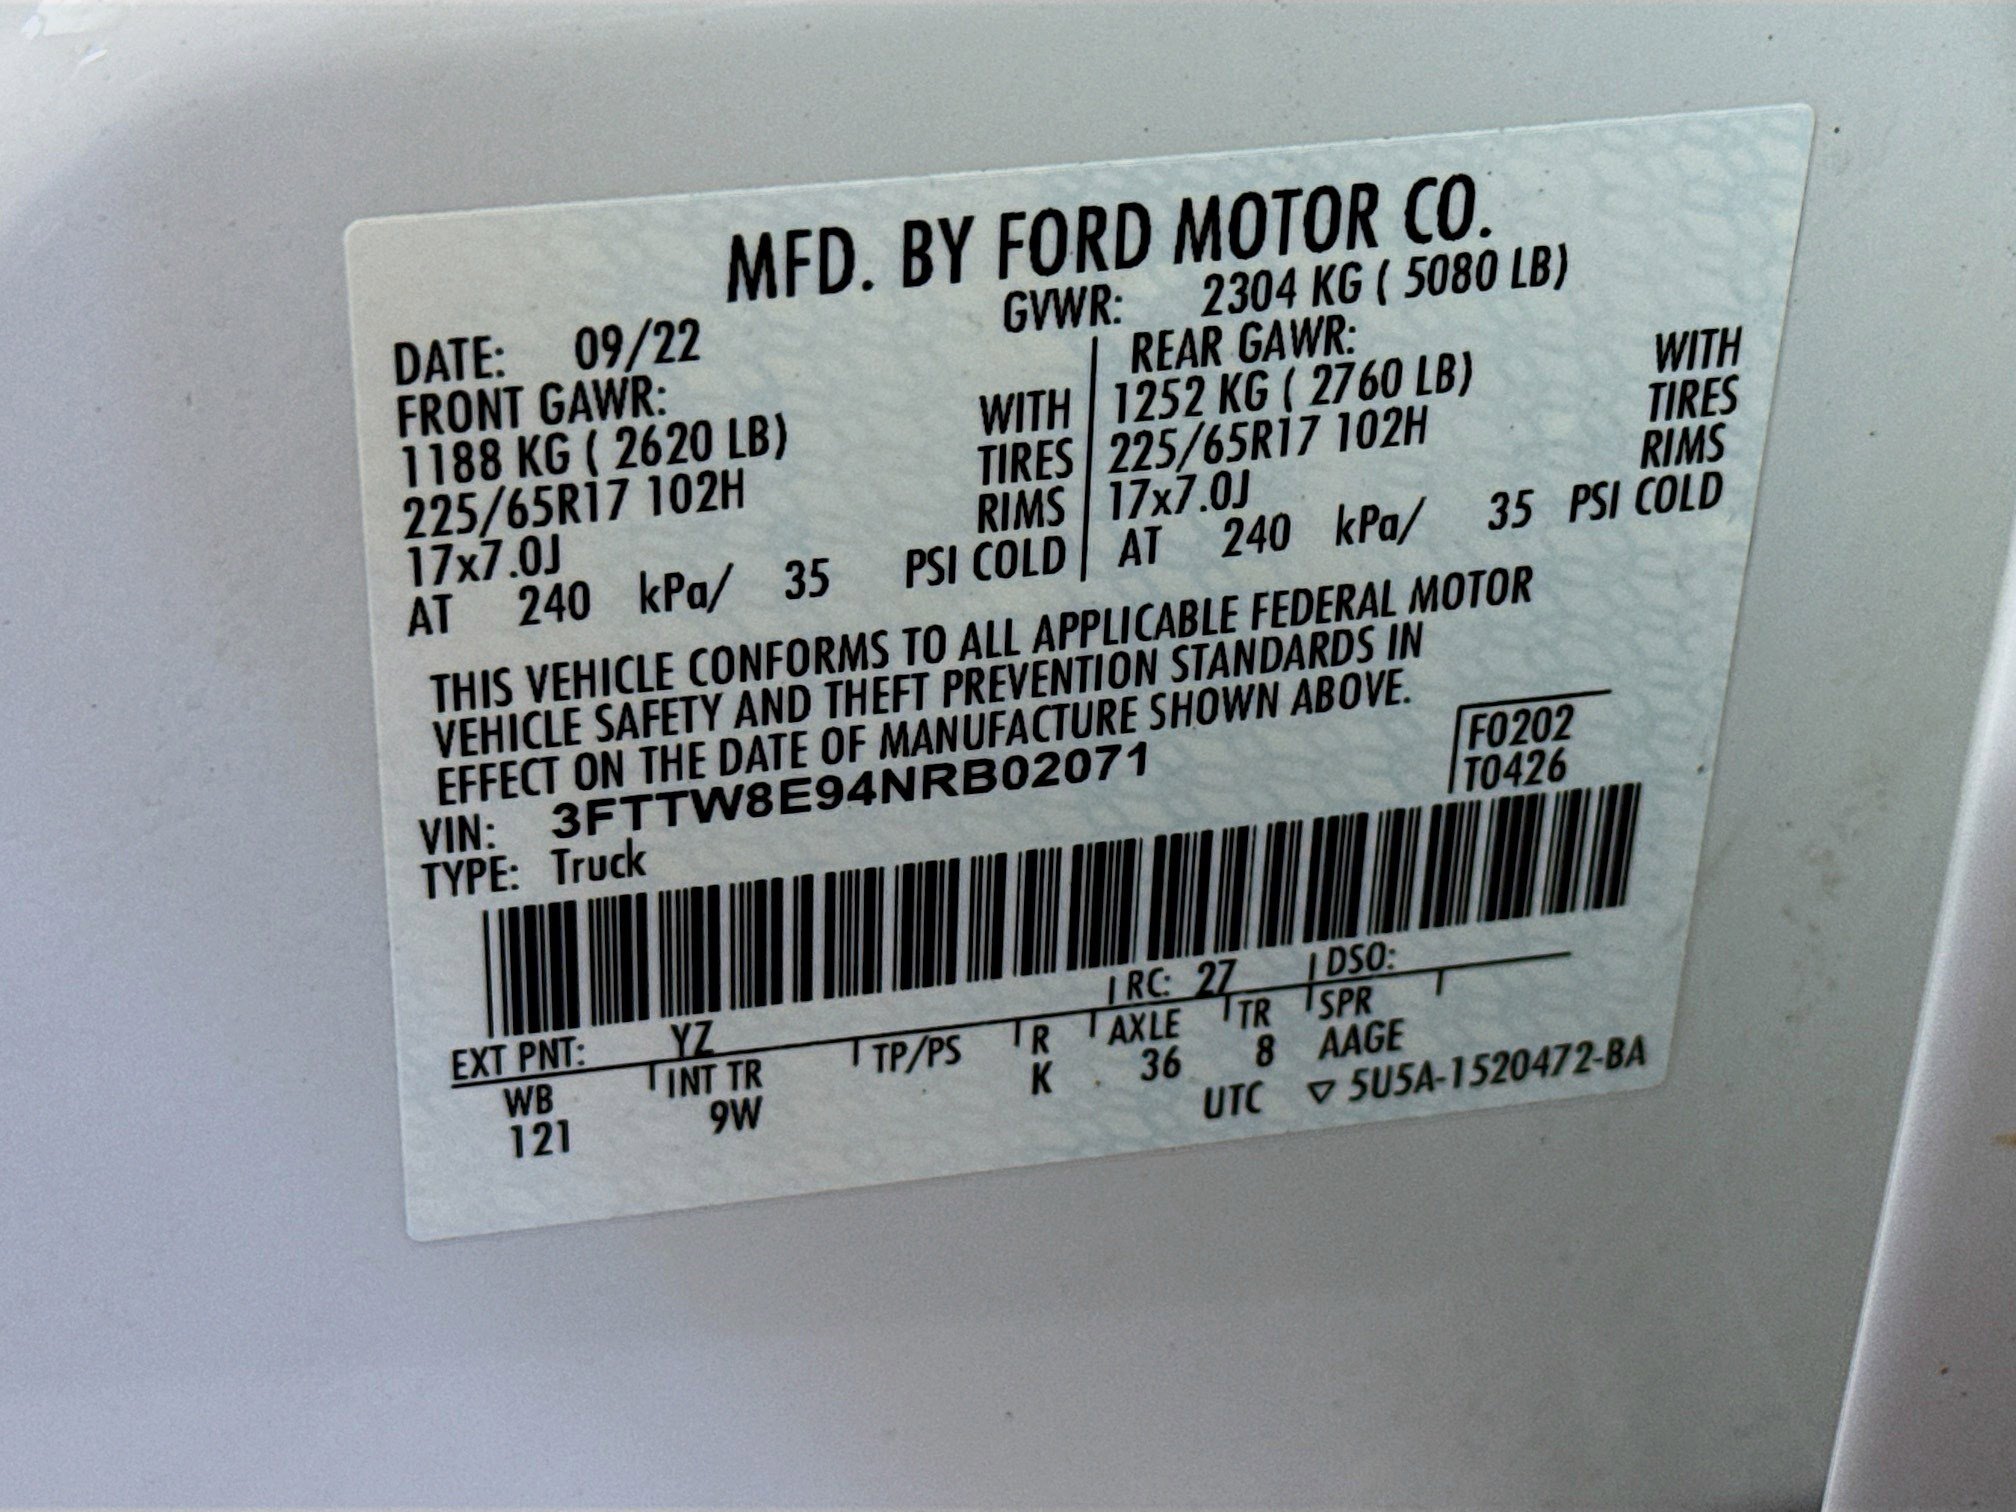 MFD. BY FORD MOTOR CO.
DATE: 09/22 GVWR: 2304 KG ( 5080 LB)
FRONT GAWR: REAR GAWR:
1188 KG ( 2620 LB) WITH 1252 KG ( 2760 LB) WITH
225/65R17 102H TIRES 225/65R17 102H TIRES
17x7.0J RIMS 17x7.0J RIMS
AT 240 kPa/ 35 PSI COLD AT 240 kPa/ 35 PSI COLD
THIS VEHICLE CONFORMS TO ALL APPLICABLE FEDERAL MOTOR
VEHICLE SAFETY AND THEFT PREVENTION STANDARDS IN
EFFECT ON THE DATE OF MANUFACTURE SHOWN ABOVE.
VIN: 3FTTW8E94NRB02071 F0202
TYPE: Truck T0426
EXT PNT: YZ RC: 27 DSO:
WB INT TR TP/PS R AXLE TR SPR
121 9W K 36 8 AAGE
UTC ▽ 5U5A-1520472-BA